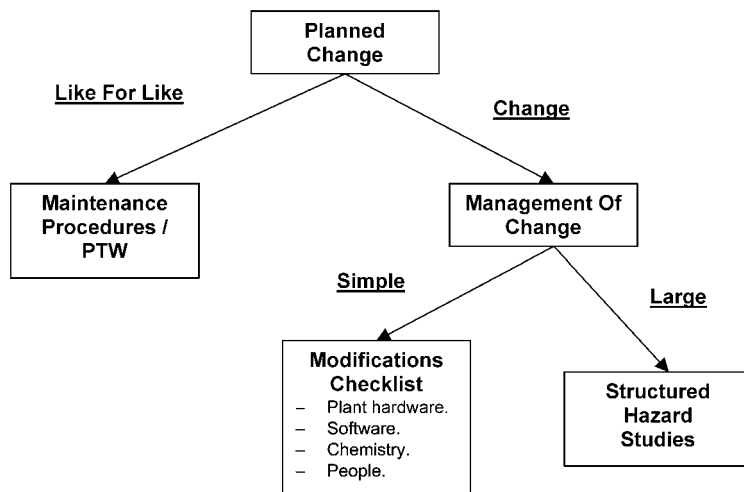 Planned
Change
Like For Like
Change
Maintenance
Procedures /
PTW
Management Of
Change
Simple
Large
Modifications
Checklist
– Plant hardware.
– Software.
– Chemistry.
– People.
Structured
Hazard
Studies